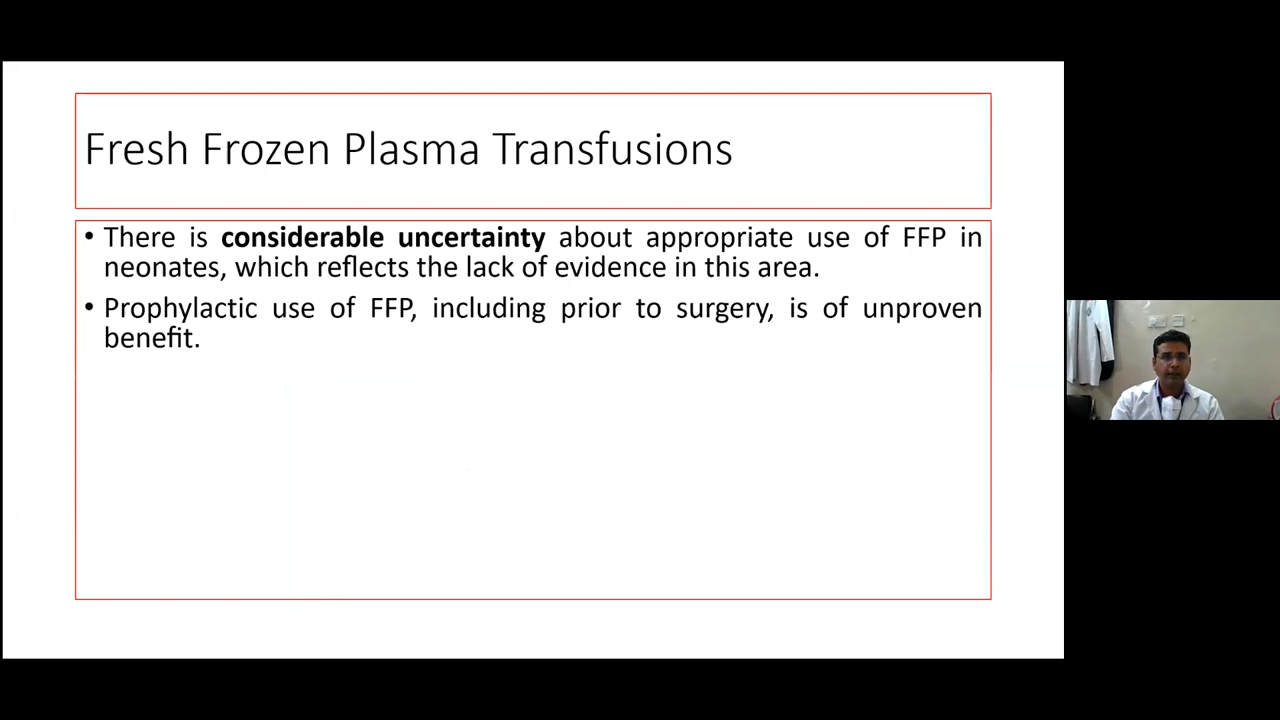 Fresh Frozen Plasma Transfusions
• There is considerable uncertainty about appropriate use of FFP in
neonates, which reflects the lack of evidence in this area.
• Prophylactic use of FFP, including prior to surgery, is of unproven
benefit.